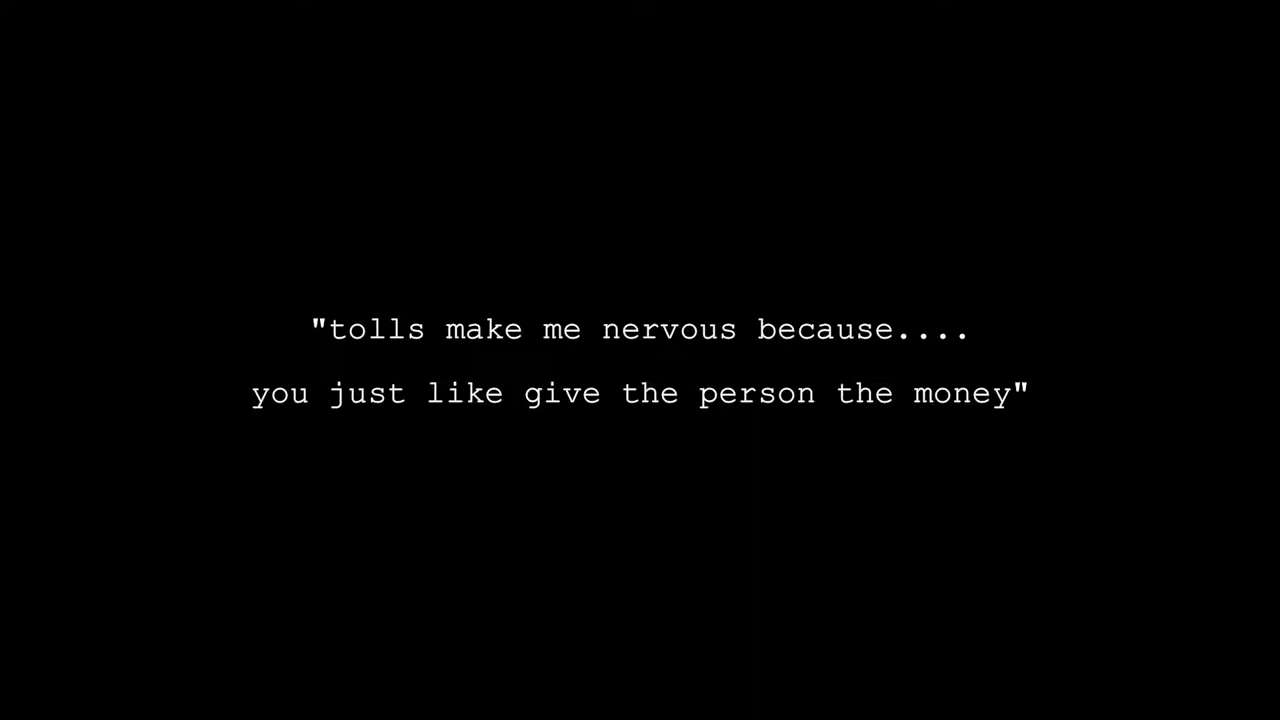 "tolls make me nervous because....
you just like give the person the money"